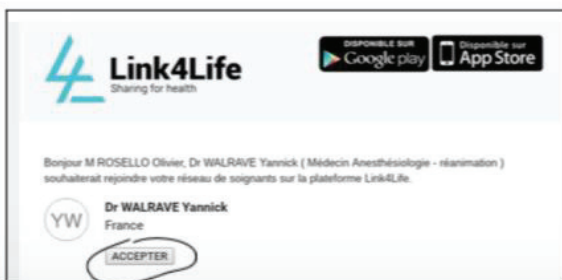 Link4Life
Sharing for health
DISPONIBLE SUR
Google play
Disponible sur
App Store
Bonjour M ROSELLO Olivier, Dr WALRAVE Yannick ( Médecin Anesthésiologie - réanimation )
souhaiterait rejoindre votre réseau de soignants sur la plateforme Link4Life.
YW
Dr WALRAVE Yannick
France
ACCEPTER